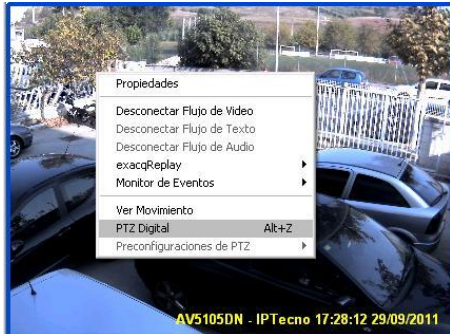 Propiedades
Desconectar Flujo de Video
Desconectar Flujo de Texto
Desconectar Flujo de Audio
exacqReplay
Monitor de Eventos
Ver Movimiento
PTZ Digital Alt+Z
Preconfiguraciones de PTZ
AV5105DN - IPTecno 17:28:12 29/09/2011